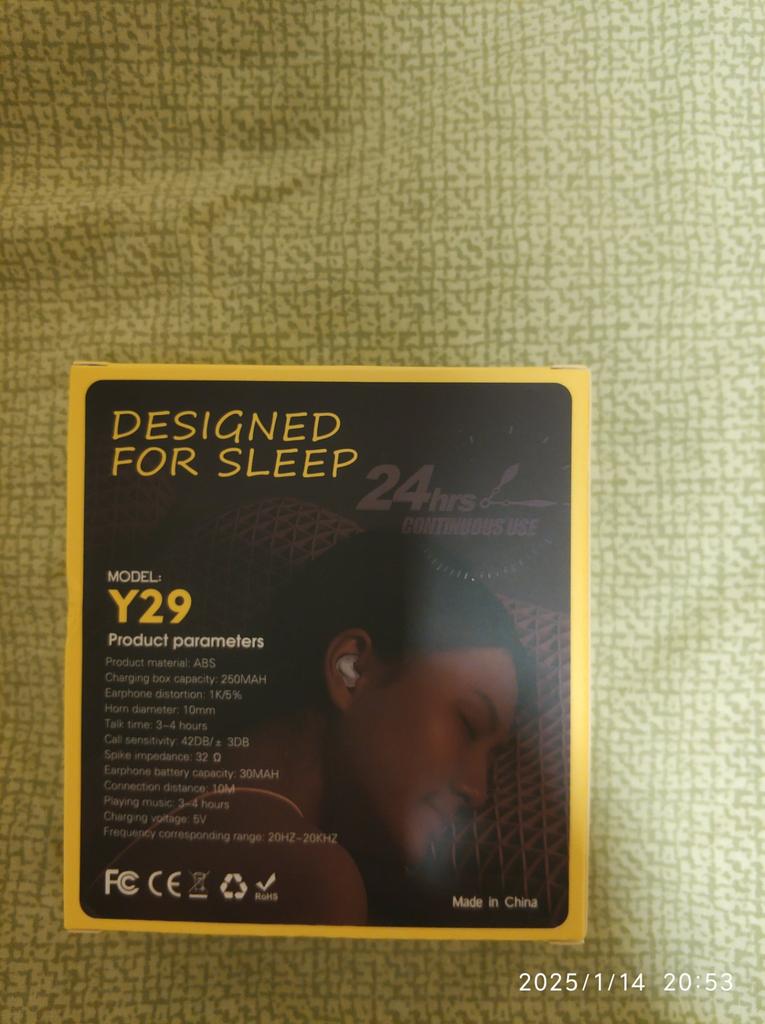 DESIGNED
FOR SLEEP
24hrs
CONTINUOUS USE
MODEL:
Y29
Product parameters
Product material: ABS
Charging box capacity: 250MAH
Earphone distortion: 1K/5%
Horn diameter: 10mm
Talk time: 3-4 hours
Call sensitivity: 42DB/± 3DB
Spike impedance: 32 Ω
Earphone battery capacity: 30MAH
Connection distance: 10M
Playing music: 3-4 hours
Charging voltage: 5V
Frequency corresponding range: 20HZ~20KHZ
FC CE RoHS
Made in China
2025/1/14 20:53